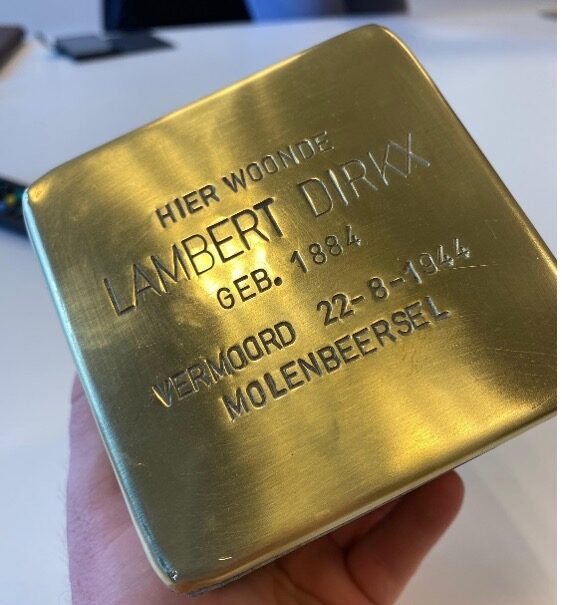 HIER WOONDE
LAMBERT DIRKX
GEB. 1884
VERMOORD 22-8-1944
MOLENBEERSEL